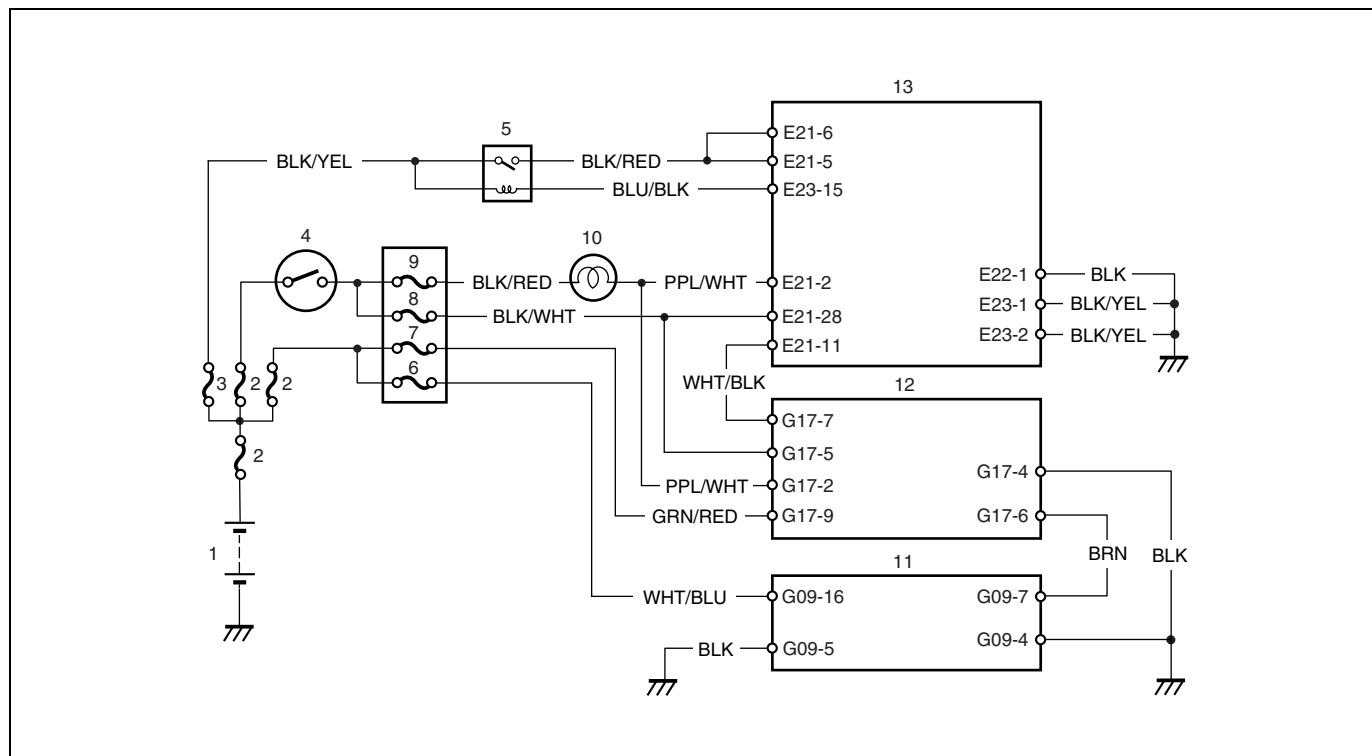 13
5
E21-6
BLK/YEL
BLK/RED
E21-5
BLU/BLK
E23-15
4
9
10
BLK/RED
PPL/WHT
E21-2
E22-1
BLK
8
BLK/WHT
E21-28
E23-1
BLK/YEL
7
E21-11
E23-2
BLK/YEL
6
3
2
2
WHT/BLK
12
G17-7
G17-5
2
PPL/WHT
G17-2
G17-4
GRN/RED
G17-9
G17-6
1
BRN
BLK
11
WHT/BLU
G09-16
G09-7
BLK
G09-5
G09-4